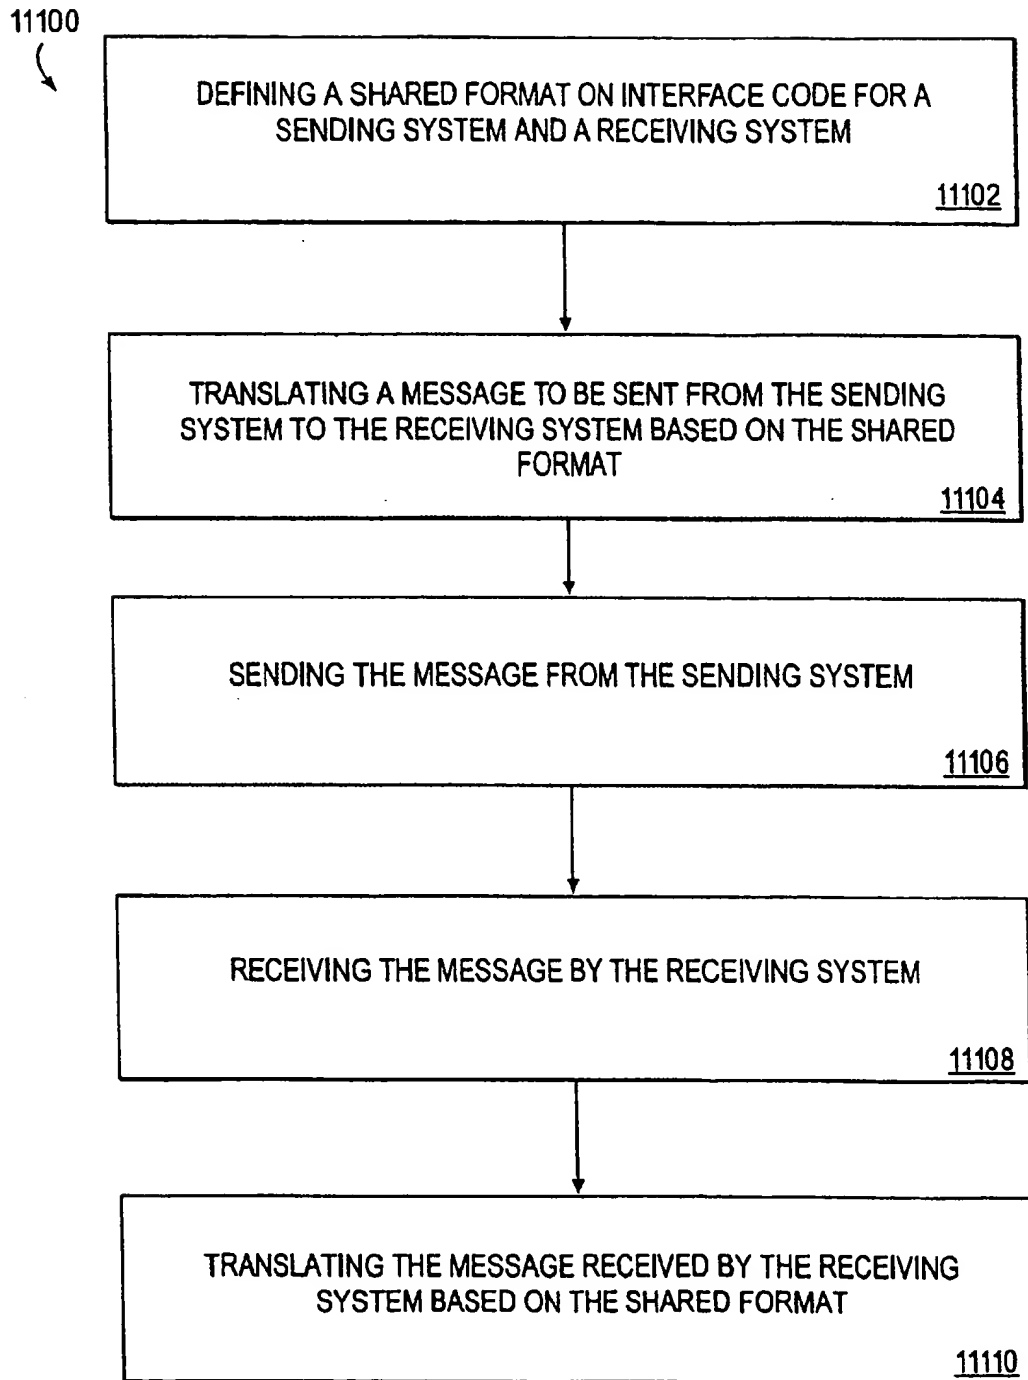 11100
DEFINING A SHARED FORMAT ON INTERFACE CODE FOR A
SENDING SYSTEM AND A RECEIVING SYSTEM
11102
TRANSLATING A MESSAGE TO BE SENT FROM THE SENDING
SYSTEM TO THE RECEIVING SYSTEM BASED ON THE SHARED
FORMAT
11104
SENDING THE MESSAGE FROM THE SENDING SYSTEM
11106
RECEIVING THE MESSAGE BY THE RECEIVING SYSTEM
11108
TRANSLATING THE MESSAGE RECEIVED BY THE RECEIVING
SYSTEM BASED ON THE SHARED FORMAT
11110